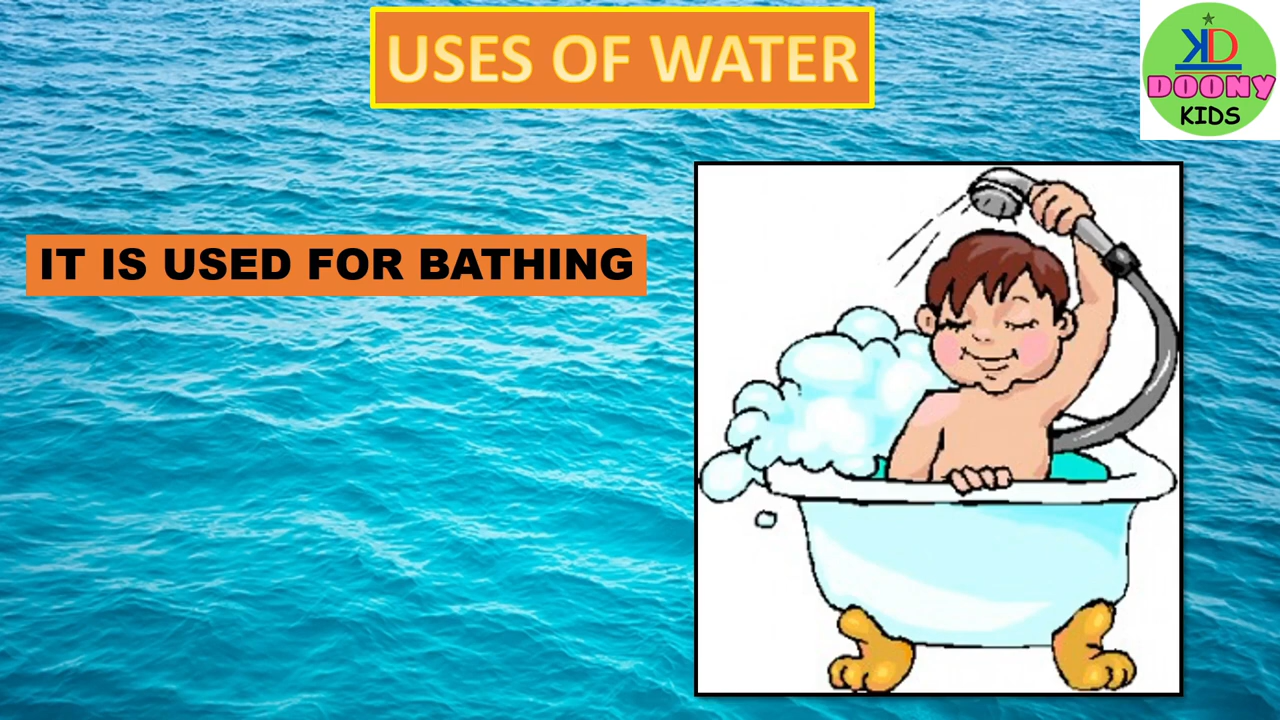 USES OF WATER
KD
DOONY
KIDS
IT IS USED FOR BATHING